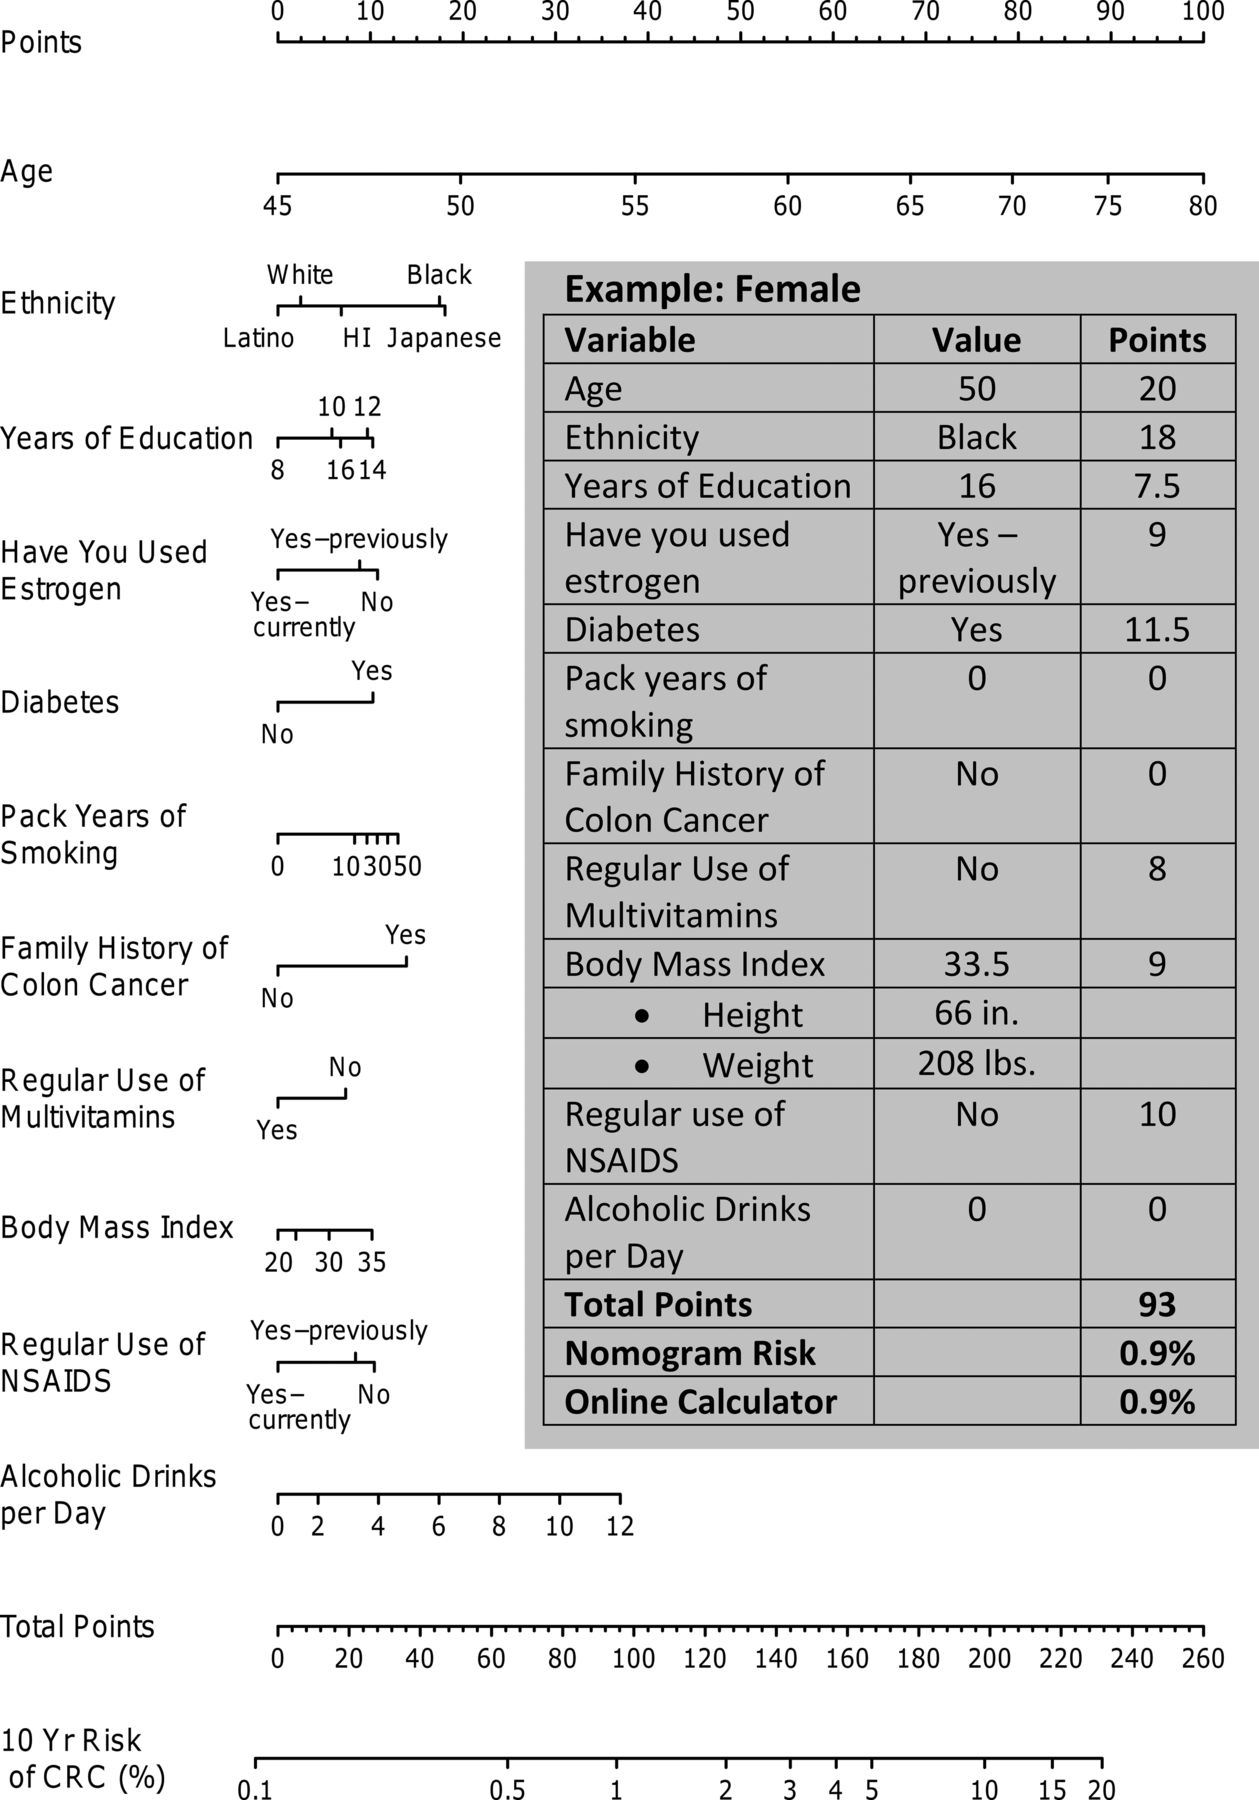 0 10 20 30 40 50 60 70 80 90 100
Points
Age
45 50 55 60 65 70 75 80
White Black
Ethnicity
Latino HI Japanese
10 12
Years of Education
8 16 14
Yes–previously
Have You Used
Estrogen
Yes– No
currently
Yes
Diabetes
No
Pack Years of
Smoking
0 10 30 50
Yes
Family History of
Colon Cancer
No
No
Regular Use of
Multivitamins
Yes
Body Mass Index
20 30 35
Yes–previously
Regular Use of
NSAIDS
Yes– No
currently
Alcoholic Drinks
per Day
0 2 4 6 8 10 12
Total Points
0 20 40 60 80 100 120 140 160 180 200 220 240 260
10 Yr Risk
of CRC (%)
0.1 0.5 1 2 3 4 5 10 15 20
Example: Female
Variable Value Points
Age 50 20
Ethnicity Black 18
Years of Education 16 7.5
Have you used Yes – 9
estrogen previously
Diabetes Yes 11.5
Pack years of 0 0
smoking
Family History of No 0
Colon Cancer
Regular Use of No 8
Multivitamins
Body Mass Index 33.5 9
• Height 66 in.
• Weight 208 lbs.
Regular use of No 10
NSAIDS
Alcoholic Drinks 0 0
per Day
Total Points 93
Nomogram Risk 0.9%
Online Calculator 0.9%